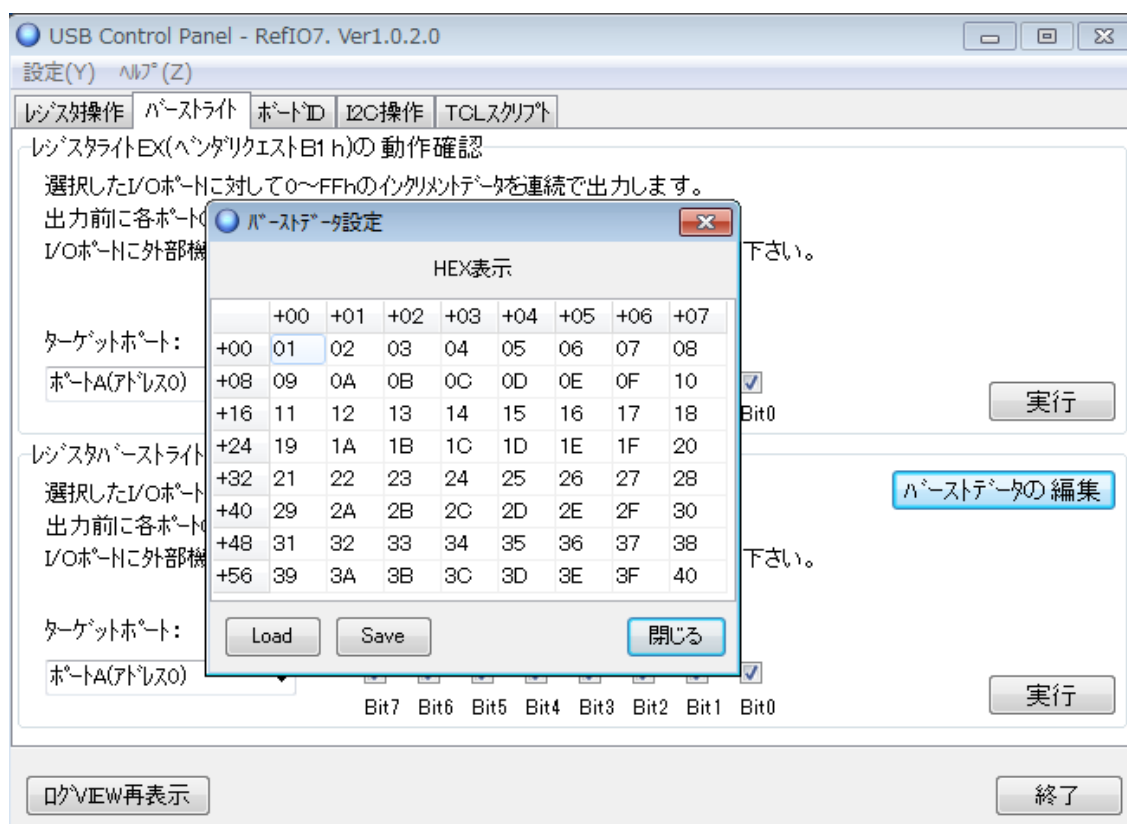 USB Control Panel - RefIO7. Ver1.0.2.0
設定(Y) ﾍﾙﾌﾟ(Z)
ﾚｼﾞｽﾀ操作 ﾊﾞｰｽﾄﾗｲﾄ ﾎﾞｰﾄﾞID I2C操作 TCLｽｸﾘﾌﾟﾄ
ﾚｼﾞｽﾀﾗｲﾄEX(ﾍﾞﾝﾀﾞﾘｸｴｽﾄB1h)の動作確認
選択したI/Oﾎﾟｰﾄに対して0～FFhのｲﾝｸﾘﾒﾝﾄﾃﾞｰﾀを連続で出力します。
出力前に各ﾎﾟｰﾄ
I/Oﾎﾟｰﾄに外部機 下さい。
ﾀｰｹﾞｯﾄﾎﾟｰﾄ：
ﾎﾟｰﾄA(ｱﾄﾞﾚｽ0)
Bit0
実行
ﾊﾞｰｽﾄﾃﾞｰﾀ設定
HEX表示
+00 +01 +02 +03 +04 +05 +06 +07
+00 01 02 03 04 05 06 07 08
+08 09 0A 0B 0C 0D 0E 0F 10
+16 11 12 13 14 15 16 17 18
+24 19 1A 1B 1C 1D 1E 1F 20
+32 21 22 23 24 25 26 27 28
+40 29 2A 2B 2C 2D 2E 2F 30
+48 31 32 33 34 35 36 37 38
+56 39 3A 3B 3C 3D 3E 3F 40
Load Save 閉じる
ﾚｼﾞｽﾀﾊﾞｰｽﾄﾗｲﾄ
選択したI/Oﾎﾟｰﾄ
ﾊﾞｰｽﾄﾃﾞｰﾀの編集
出力前に各ﾎﾟｰﾄ
I/Oﾎﾟｰﾄに外部機 下さい。
ﾀｰｹﾞｯﾄﾎﾟｰﾄ：
ﾎﾟｰﾄA(ｱﾄﾞﾚｽ0)
Bit7 Bit6 Bit5 Bit4 Bit3 Bit2 Bit1 Bit0
実行
ﾛｸﾞVIEW再表示 終了